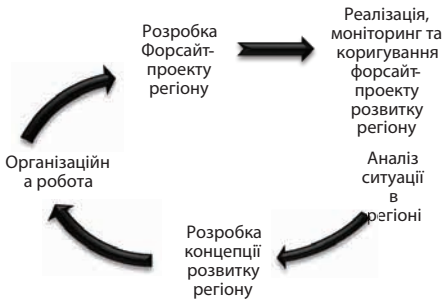 Розробка
Форсайт-
проекту
регіону
Реалізація,
моніторинг та
коригування
форсайт-
проекту
розвитку
регіону
Аналіз
ситуації
в
регіоні
Розробка
концепції
розвитку
регіону
Організаційн
а робота